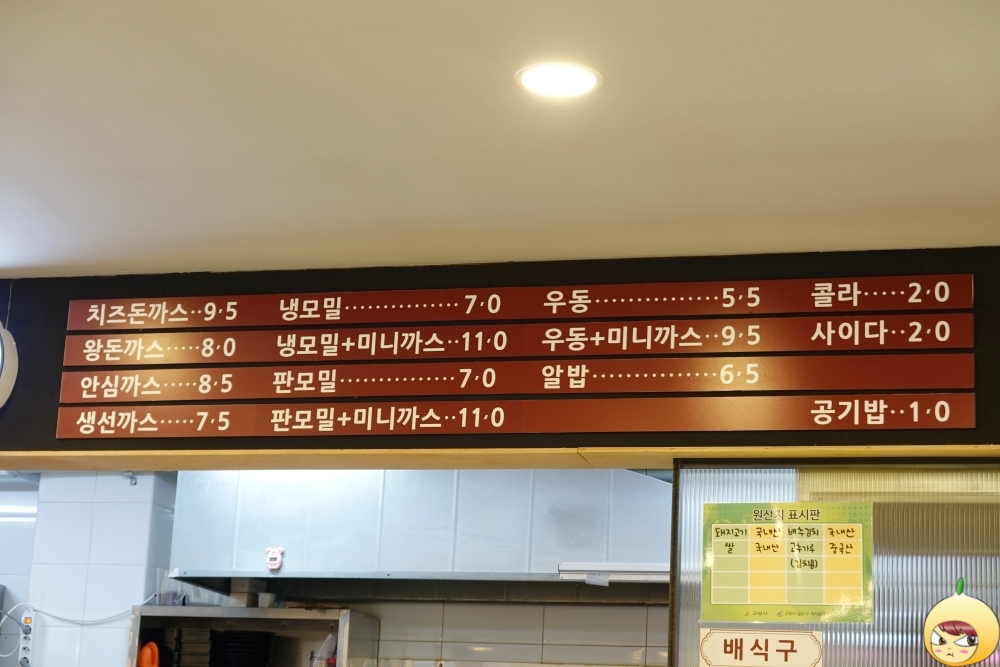 치즈돈까스··9·5 냉모밀···············7·0 우동················5·5 콜라·····2·0
왕돈까스·····8·0 냉모밀+미니까스··11·0 우동+미니까스··9·5 사이다··2·0
안심까스·····8·5 판모밀···············7·0 알밥················6·5
생선까스·····7·5 판모밀+미니까스··11·0 공기밥··1·0
원산지 표시판
돼지고기 국내산 배추김치 국내산
쌀 국내산 고추가루 중국산
(김치용)
배식구